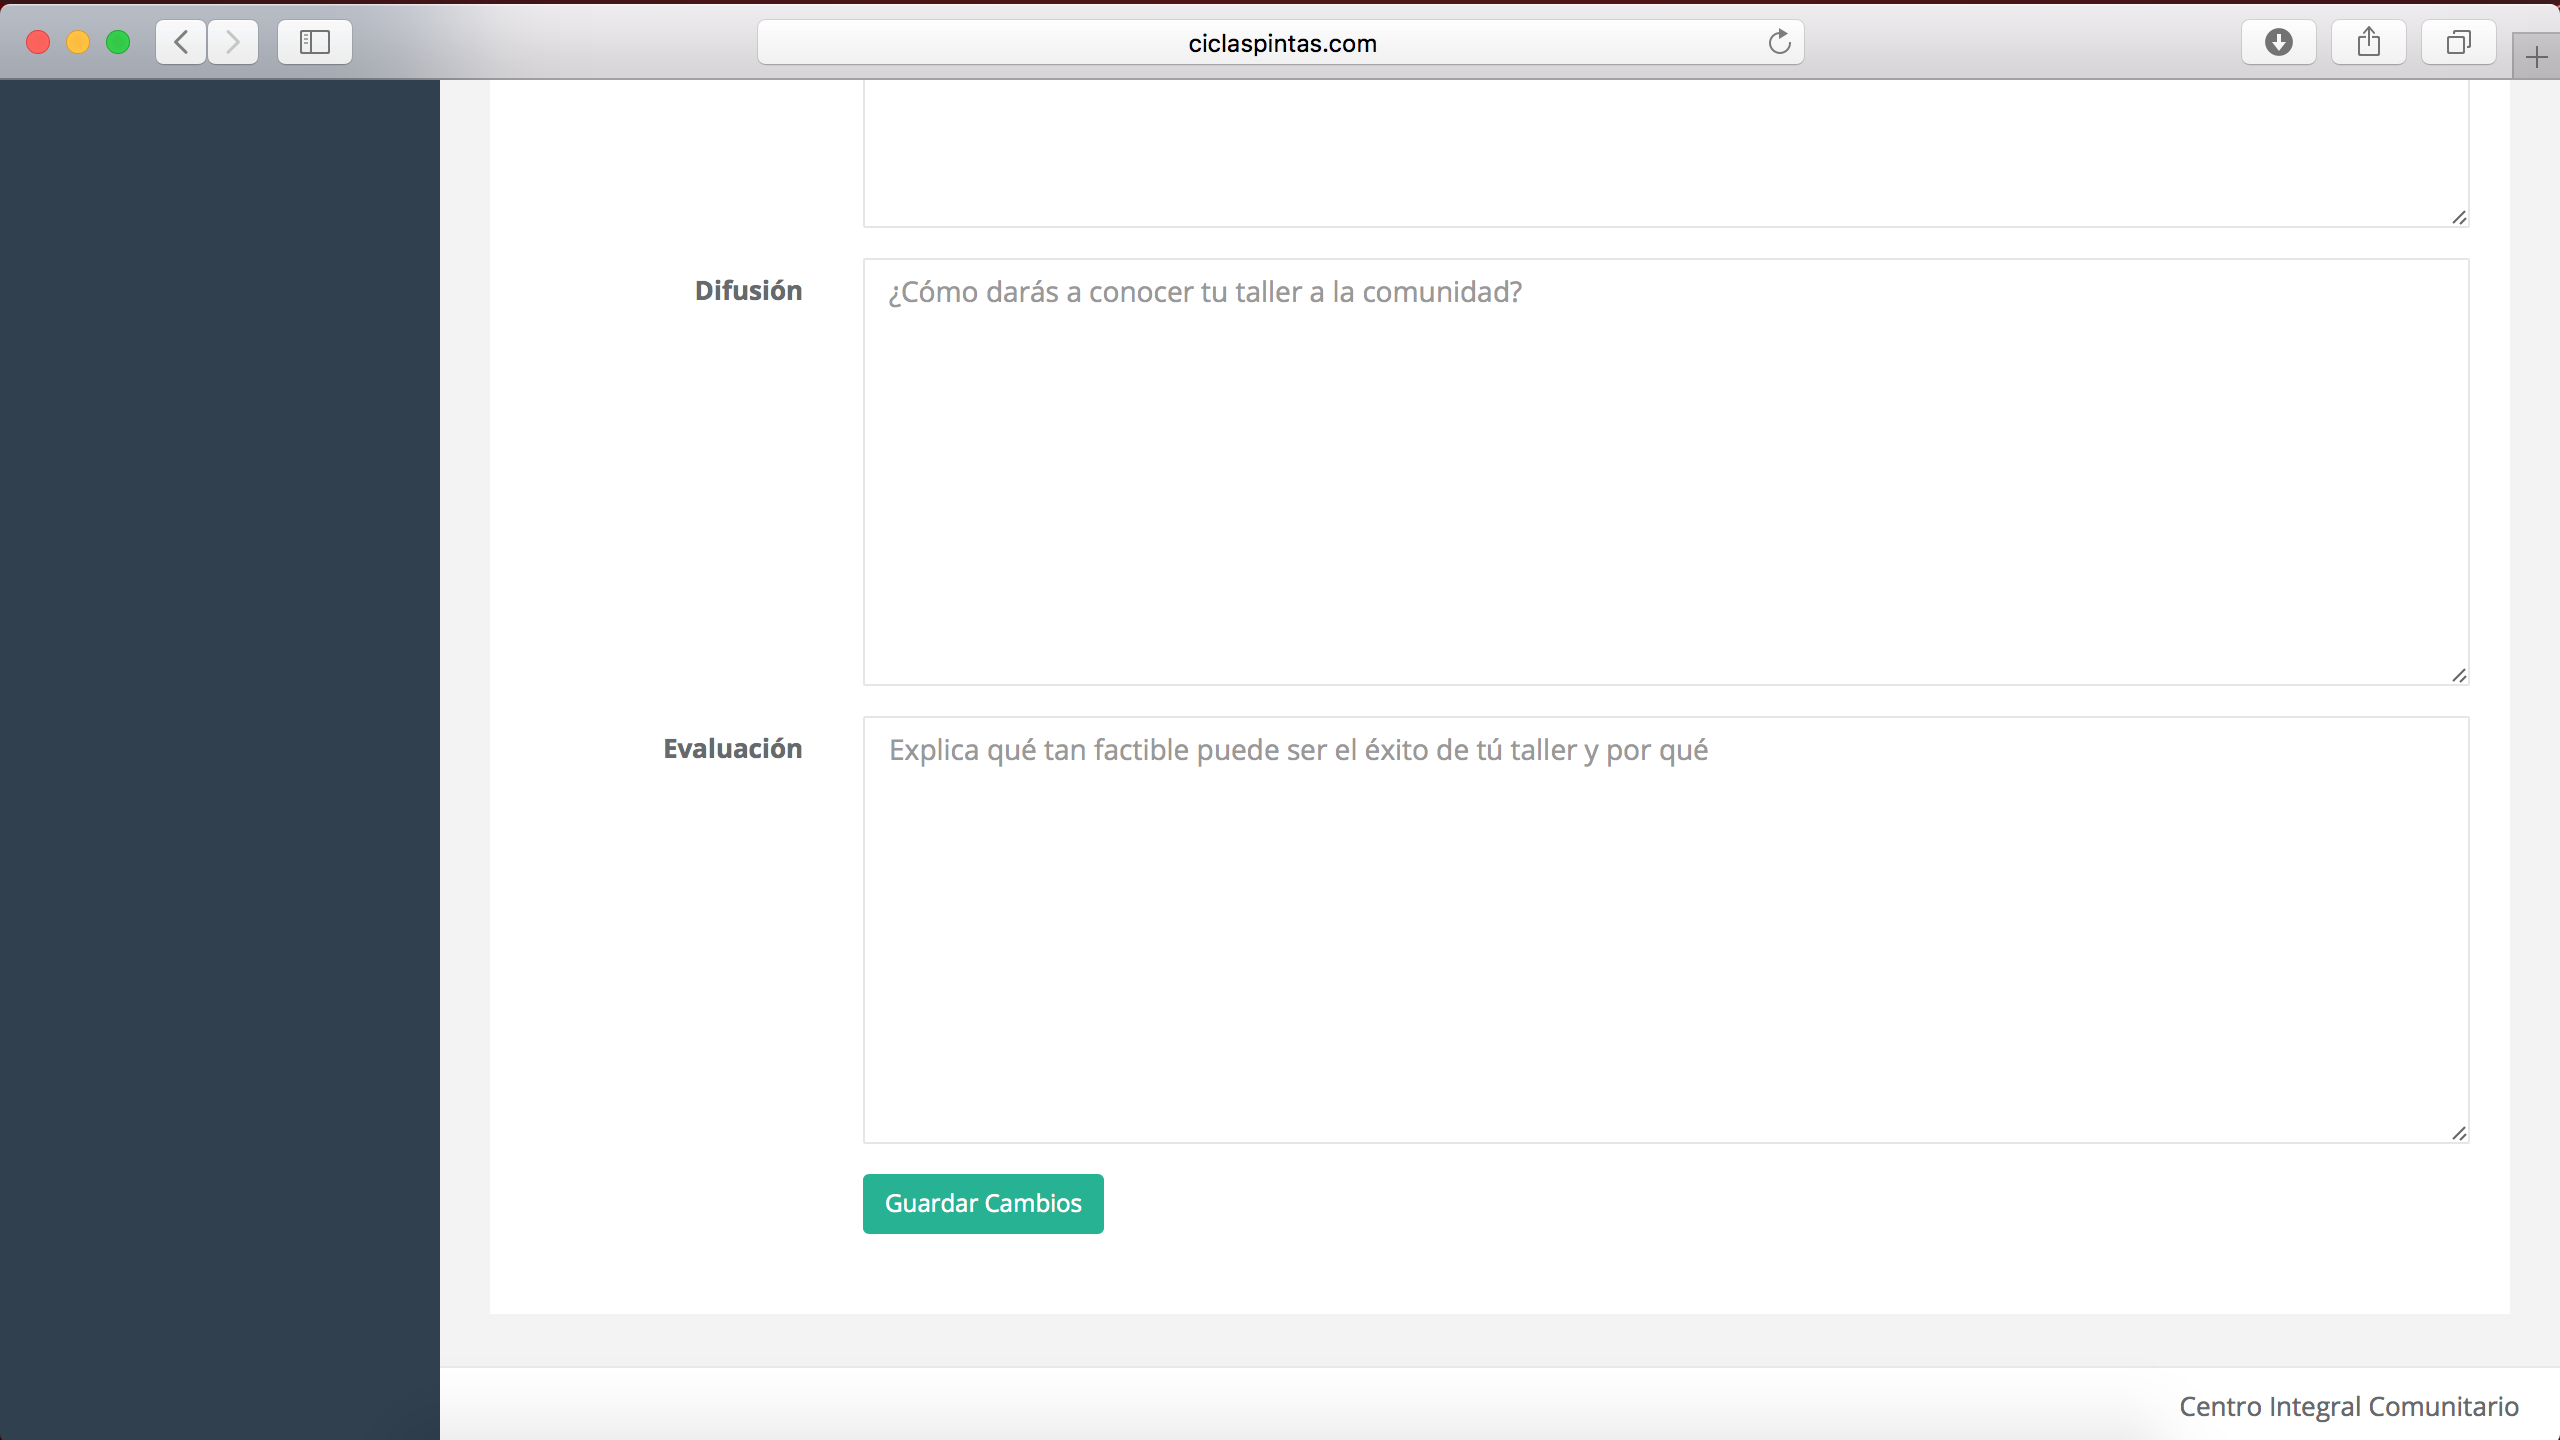 ciclaspintas.com
Difusión
¿Cómo darás a conocer tu taller a la comunidad?
Evaluación
Explica qué tan factible puede ser el éxito de tú taller y por qué
Guardar Cambios
Centro Integral Comunitario